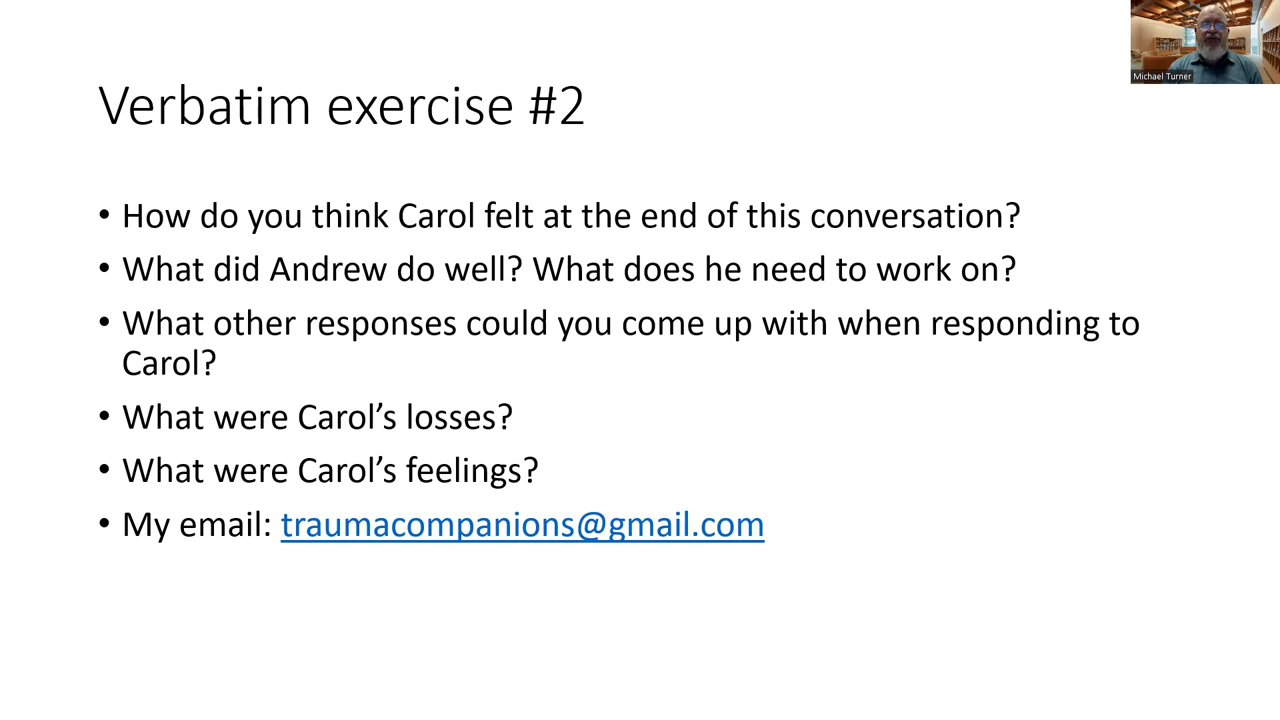 Michael Turner
Verbatim exercise #2
• How do you think Carol felt at the end of this conversation?
• What did Andrew do well? What does he need to work on?
• What other responses could you come up with when responding to
Carol?
• What were Carol’s losses?
• What were Carol’s feelings?
• My email: traumacompanions@gmail.com